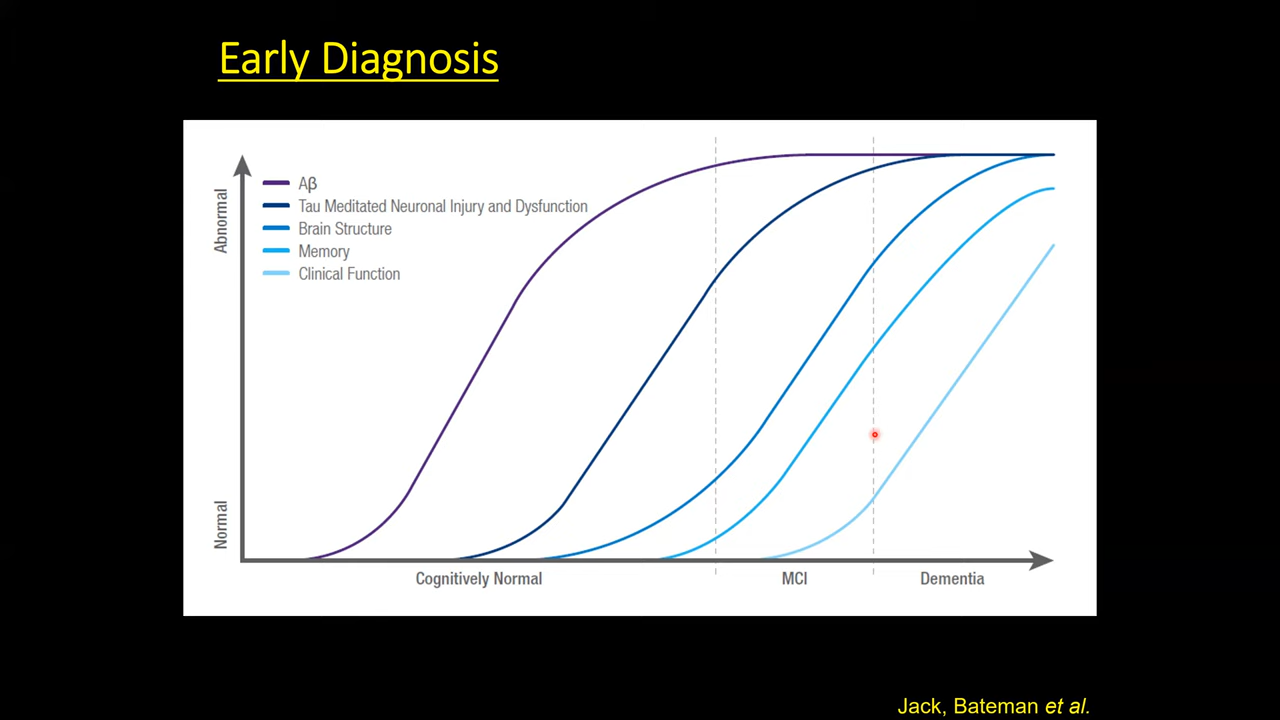 Early Diagnosis
Abnormal
Normal
Aβ
Tau Meditated Neuronal Injury and Dysfunction
Brain Structure
Memory
Clinical Function
Cognitively Normal
MCI
Dementia
Jack, Bateman et al.